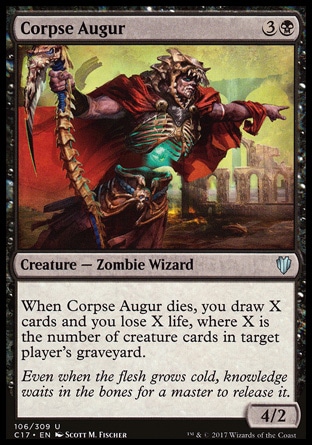 Corpse Augur 3
Creature — Zombie Wizard
When Corpse Augur dies, you draw X
cards and you lose X life, where X is
the number of creature cards in target
player's graveyard.
Even when the flesh grows cold, knowledge
waits in the bones for a master to release it.
4/2
106/309 U
C17 • EN Scott M. Fischer
™ & © 2017 Wizards of the Coast